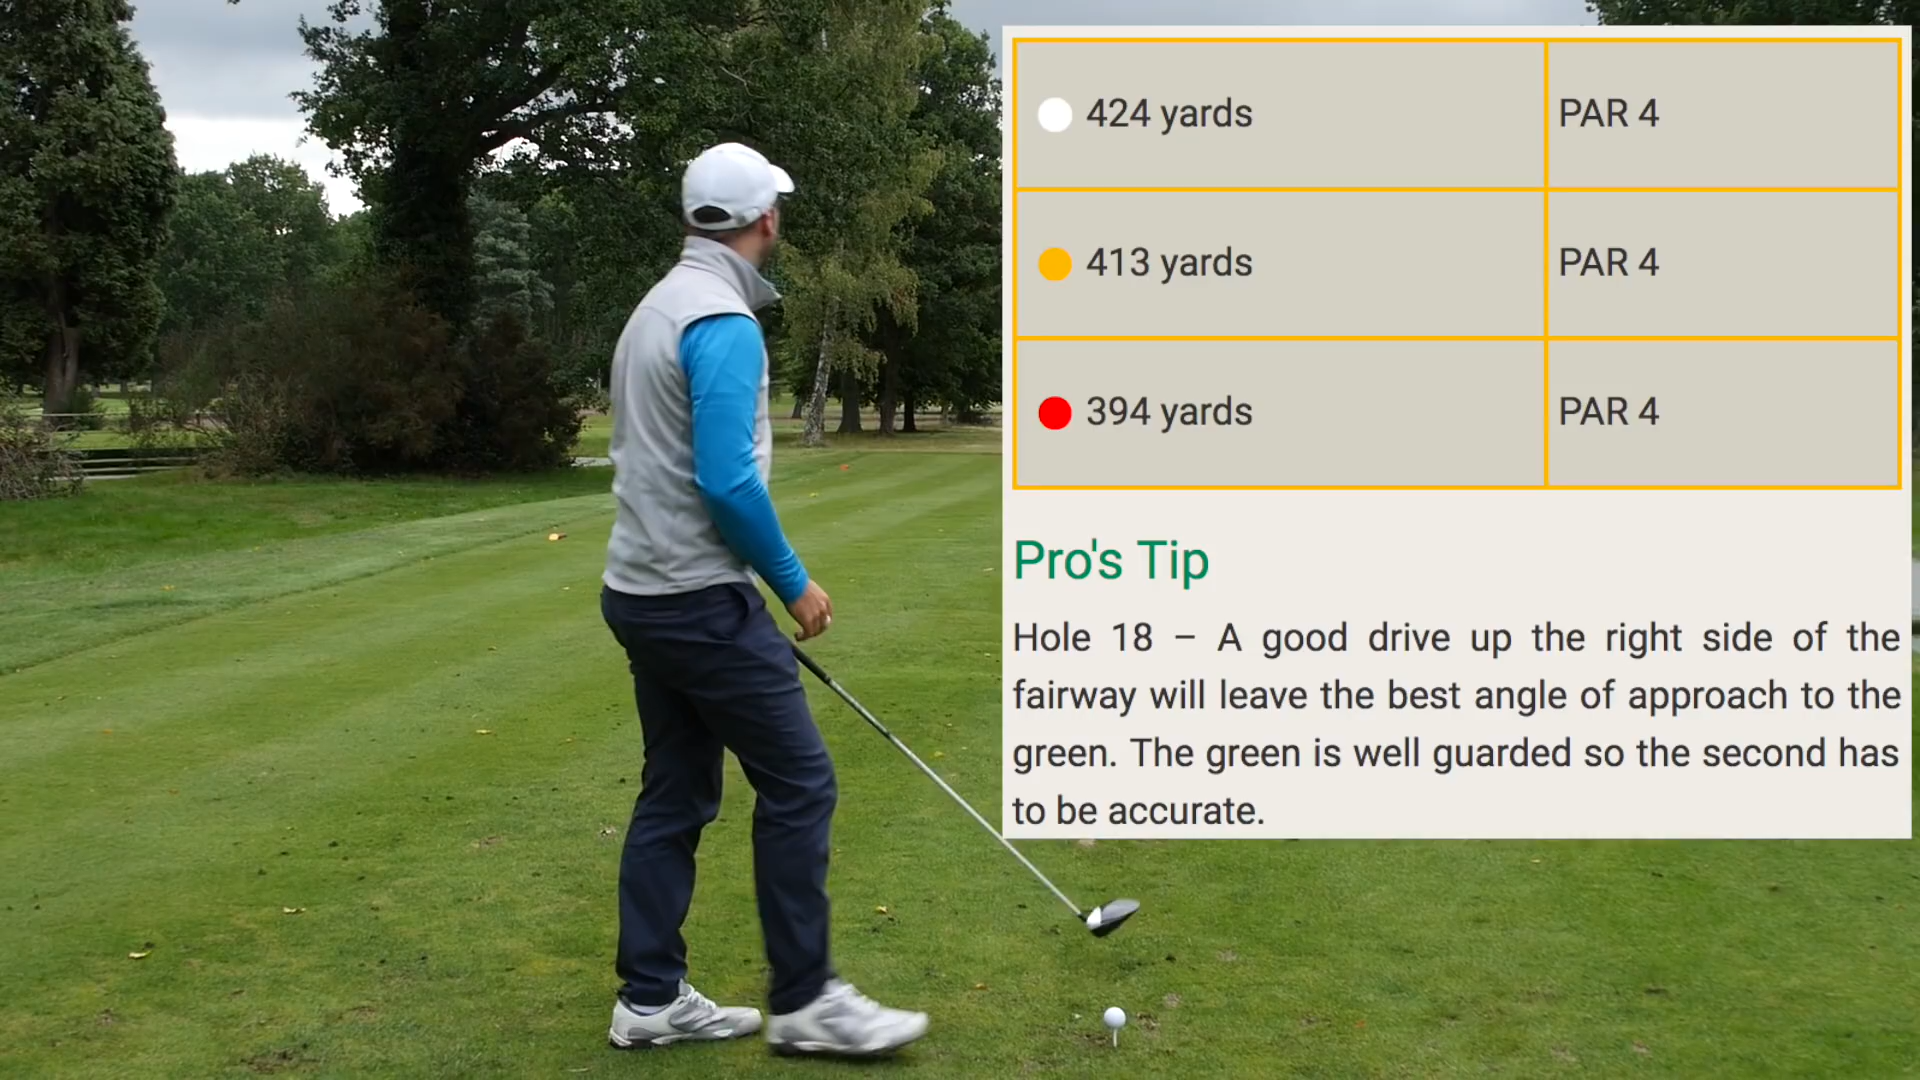 424 yards PAR 4
413 yards PAR 4
394 yards PAR 4
Pro's Tip
Hole 18 – A good drive up the right side of the
fairway will leave the best angle of approach to the
green. The green is well guarded so the second has
to be accurate.